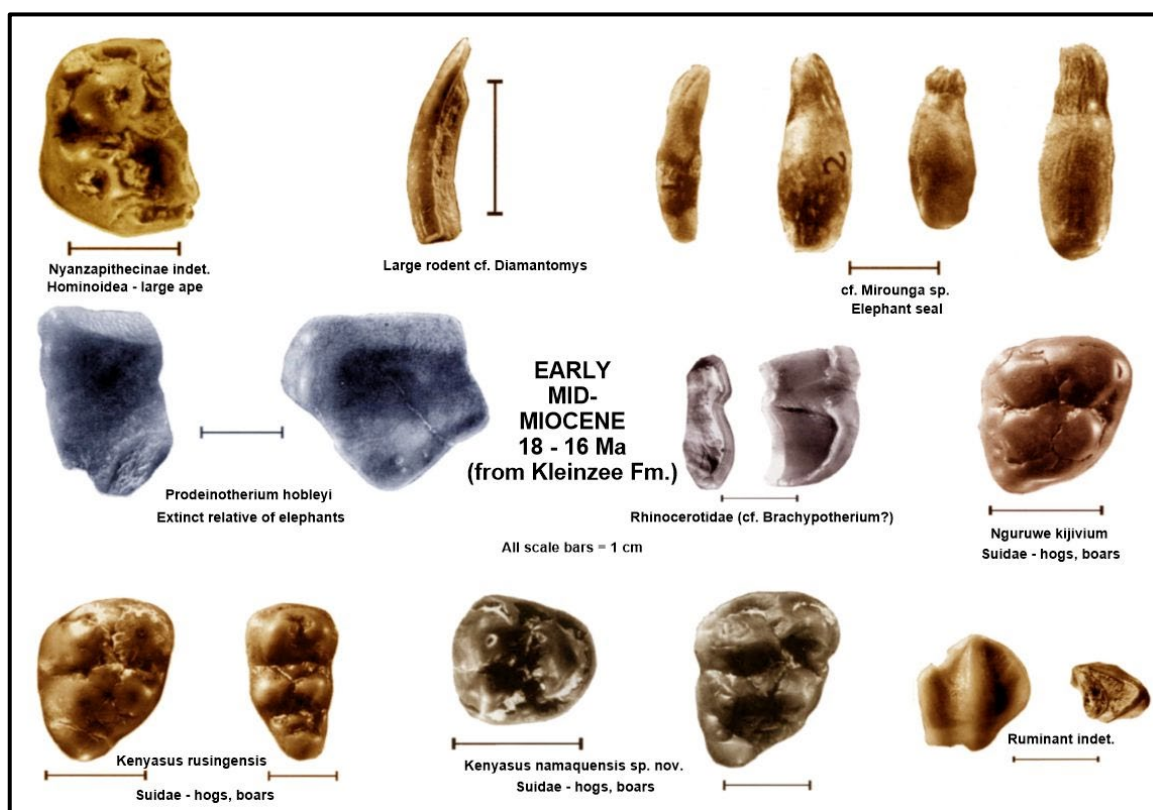 Nyanzapithecinae indet.
Hominoidea - large ape
Large rodent cf. Diamantomys
2
cf. Mirounga sp.
Elephant seal
Prodeinotherium hobleyi
Extinct relative of elephants
EARLY
MID-
MIOCENE
18 - 16 Ma
(from Kleinzee Fm.)
Rhinocerotidae (cf. Brachypotherium?)
Nguruwe kijivium
Suidae - hogs, boars
All scale bars = 1 cm
Kenyasus rusingensis
Suidae - hogs, boars
Kenyasus namaquensis sp. nov.
Suidae - hogs, boars
Ruminant indet.